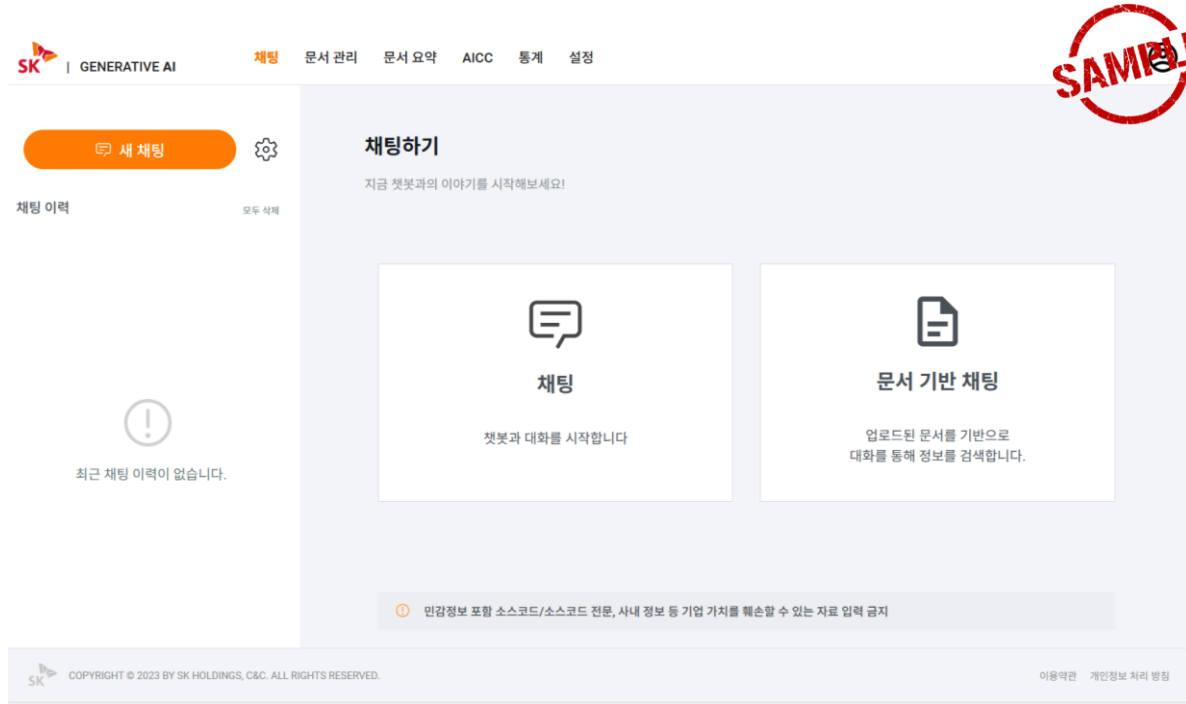 SK | GENERATIVE AI
채팅 문서 관리 문서 요약 AICC 통계 설정
SAMPLE
새 채팅
채팅 이력
모두 삭제
최근 채팅 이력이 없습니다.
채팅하기
지금 챗봇과의 이야기를 시작해보세요!
채팅
챗봇과 대화를 시작합니다
문서 기반 채팅
업로드된 문서를 기반으로
대화를 통해 정보를 검색합니다.
민감정보 포함 소스코드/소스코드 전문, 사내 정보 등 기업 가치를 훼손할 수 있는 자료 입력 금지
SK COPYRIGHT © 2023 BY SK HOLDINGS, C&C. ALL RIGHTS RESERVED.
이용약관 개인정보 처리 방침